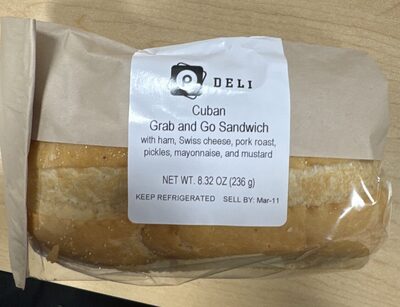 P DELI
Cuban
Grab and Go Sandwich
with ham, Swiss cheese, pork roast,
pickles, mayonnaise, and mustard
NET WT. 8.32 OZ (236 g)
KEEP REFRIGERATED SELL BY: Mar-11